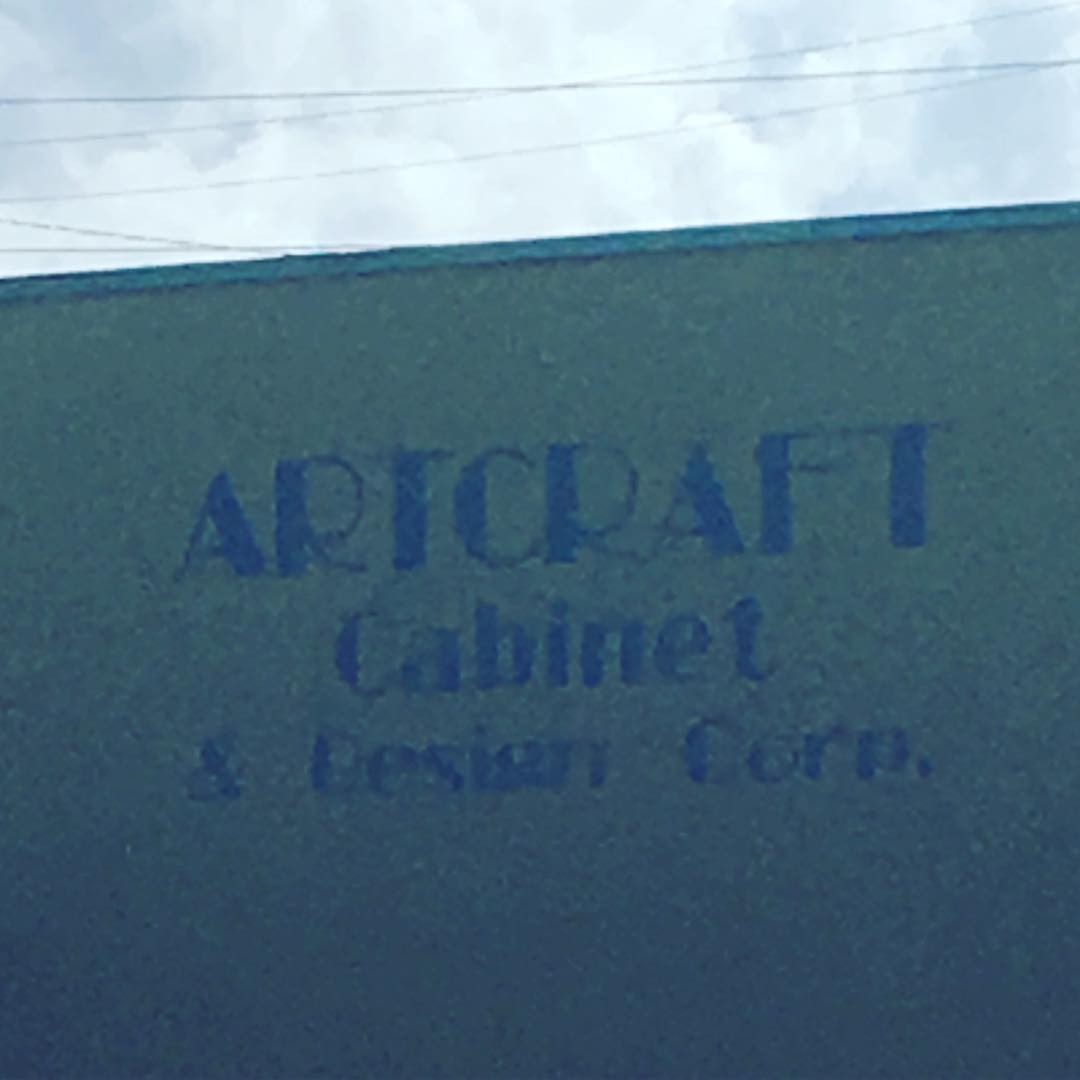 ARTCRAFT
Cabinet
& Design Corp.